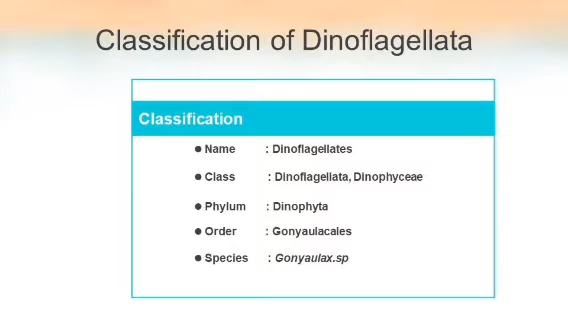 Classification of Dinoflagellata
Classification
● Name : Dinoflagellates
● Class : Dinoflagellata, Dinophyceae
● Phylum : Dinophyta
● Order : Gonyaulacales
● Species : Gonyaulax.sp